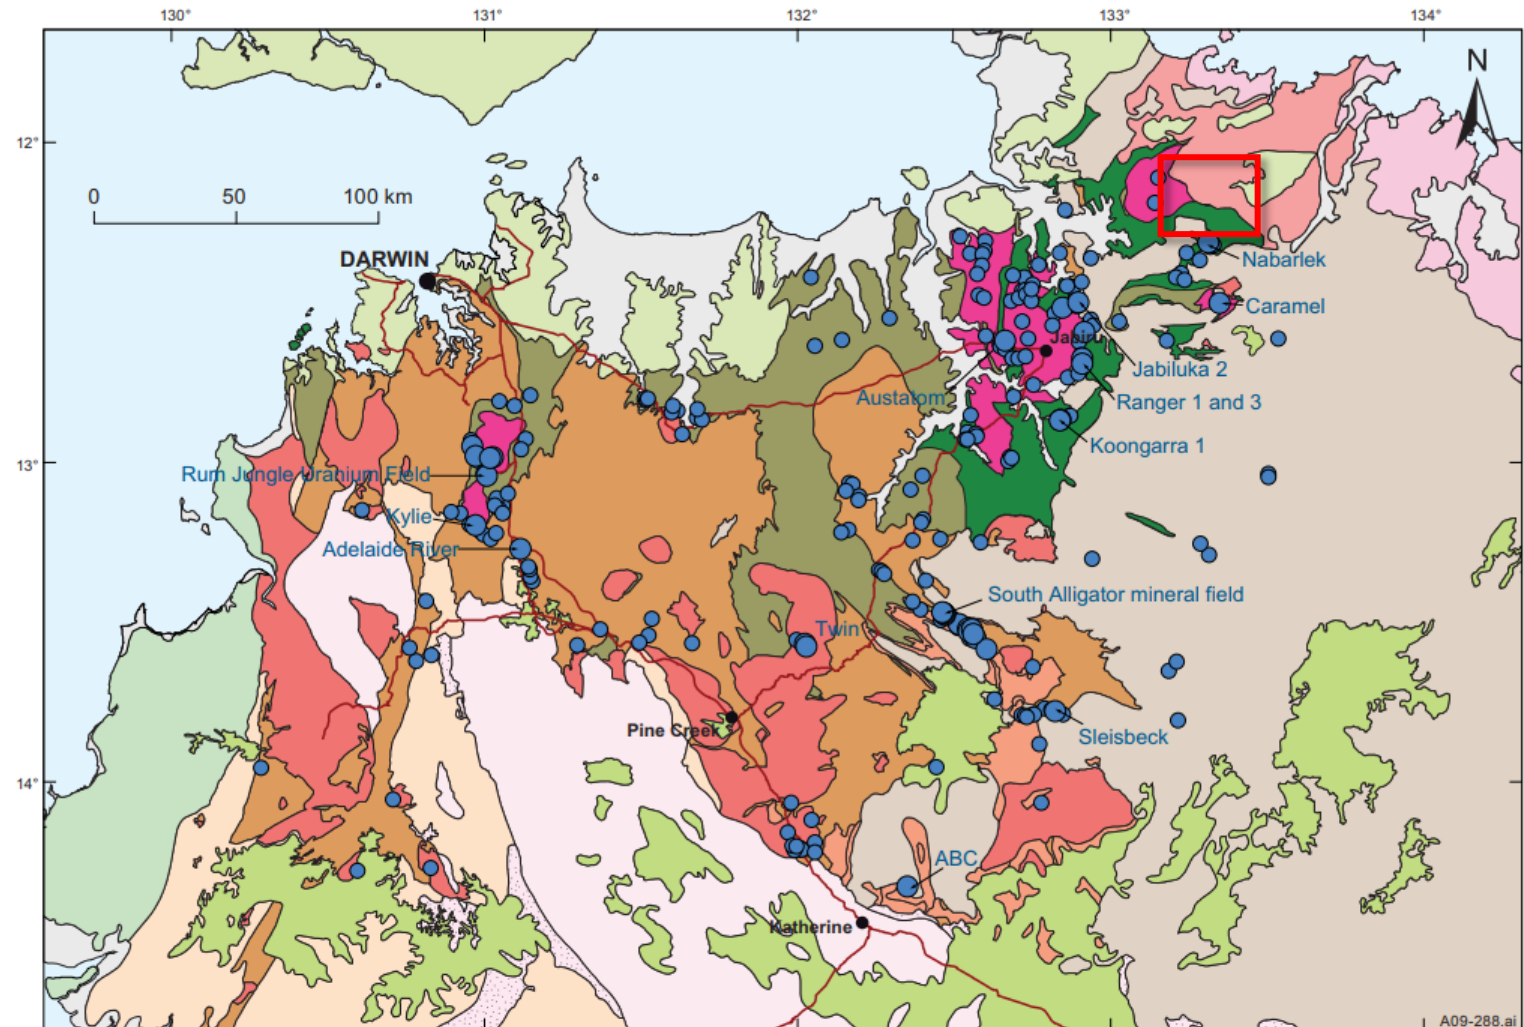 130°
131°
132°
133°
134°
N
12°
0 50 100 km
DARWIN
Nabarlek
Caramel
Jabiru
Jabiluka 2
Austatom
Ranger 1 and 3
Koongarra 1
13°
Rum Jungle Uranium Field
Kylie
Adelaide River
South Alligator mineral field
Twin
Pine Creek
Sleisbeck
14°
ABC
Katherine
A09-288.ai